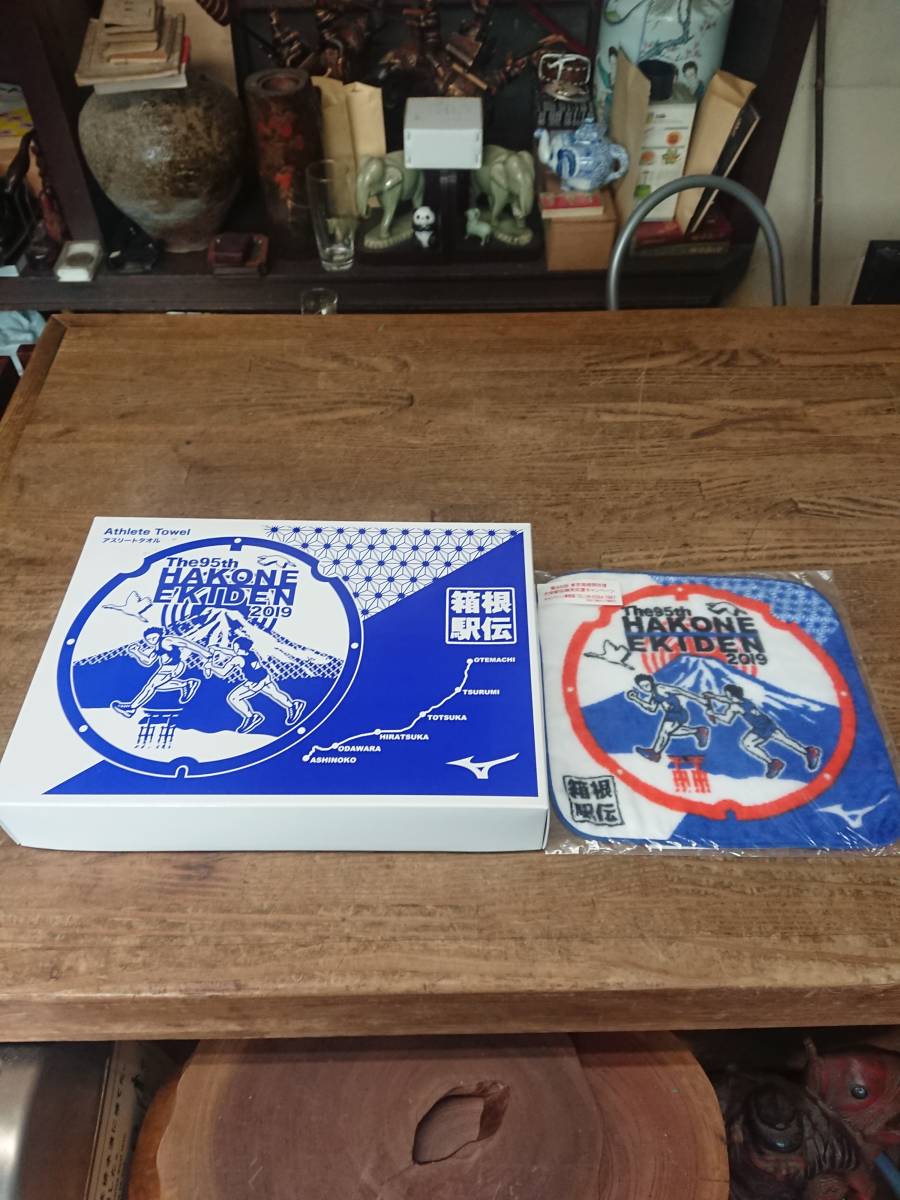 Athlete Towel
アスリートタオル
The95th
HAKONE
EKIDEN
2019
箱根
駅伝
OTEMACHI
TSURUMI
TOTSUKA
HIRATSUKA
ODAWARA
ASHINOKO
The95th
HAKONE
EKIDEN
2019
箱根
駅伝